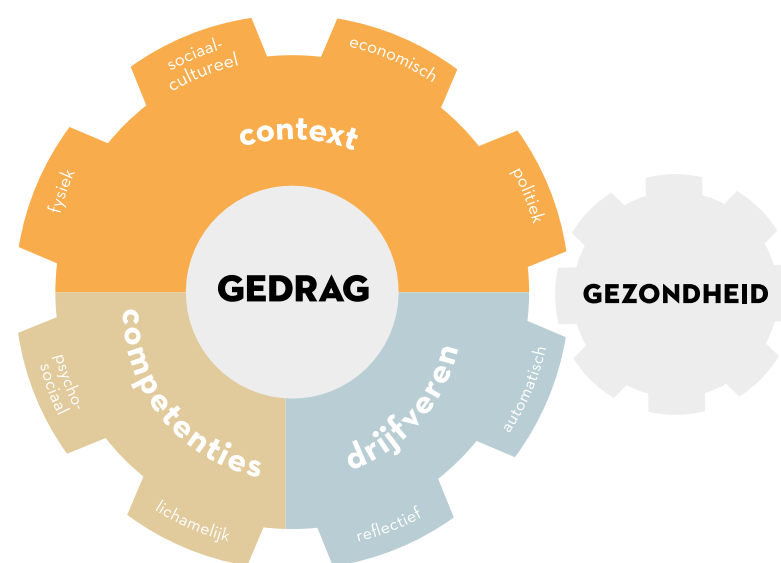 sociaal-
cultureel
economisch
context
fysiek
politiek
GEDRAG
GEZONDHEID
competenties
drijfveren
psycho-
sociaal
automatisch
lichamelijk
reflectief